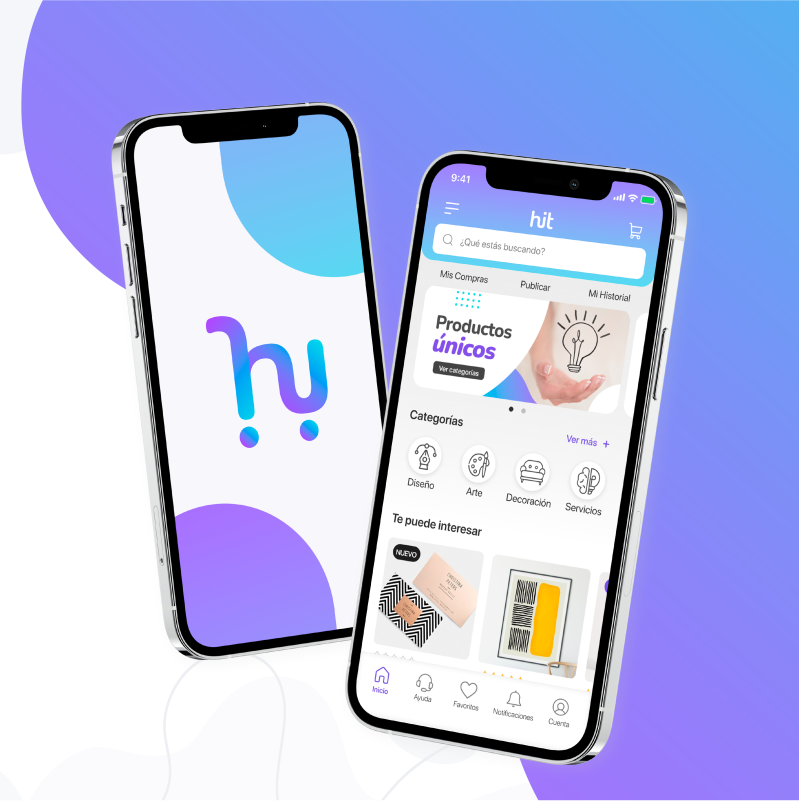 9:41
hit
¿Qué estás buscando?
Mis Compras
Publicar
Mi Historial
Productos
únicos
Ver categorías
Categorías
Ver más +
Diseño
Arte
Decoración
Servicios
Te puede interesar
NUEVO
Inicio
Ayuda
Favoritos
Notificaciones
Cuenta